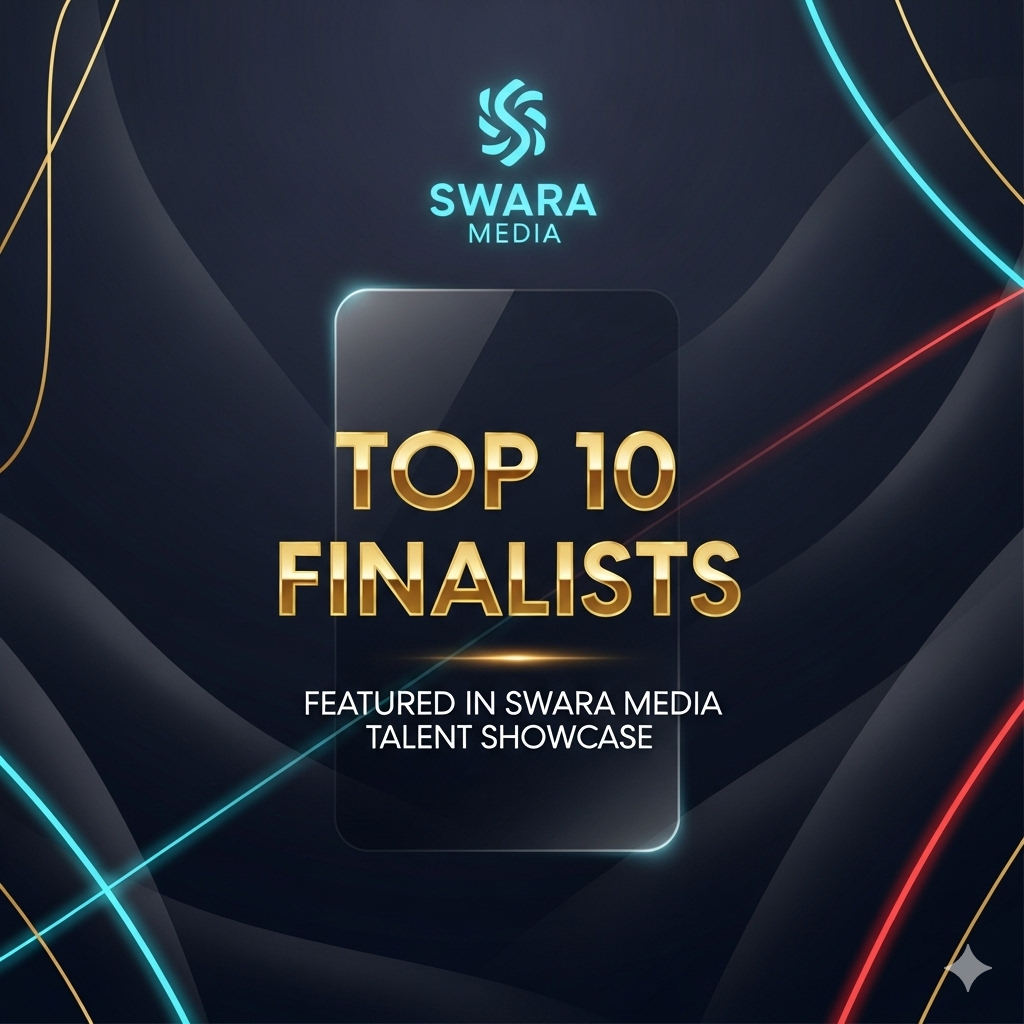 SWARA
MEDIA
TOP 10
FINALISTS
FEATURED IN SWARA MEDIA
TALENT SHOWCASE